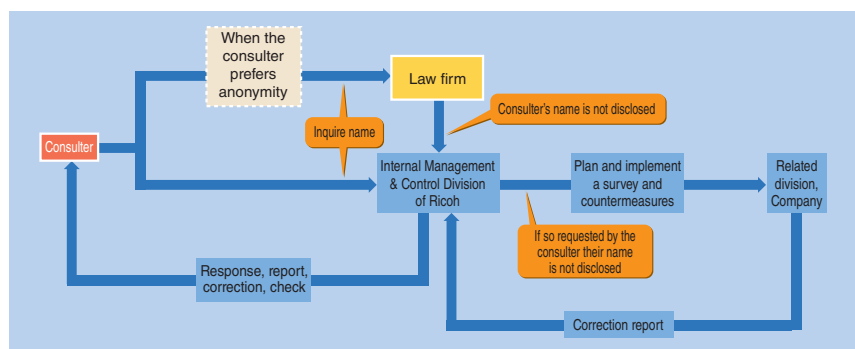 When the
consulter
prefers
anonymity
Law firm
Consulter's name is not disclosed
Inquire name
Consulter
Internal Management
& Control Division
of Ricoh
Plan and implement
a survey and
countermeasures
Related
division,
Company
If so requested by the
consulter their name
is not disclosed
Response, report,
correction, check
Correction report